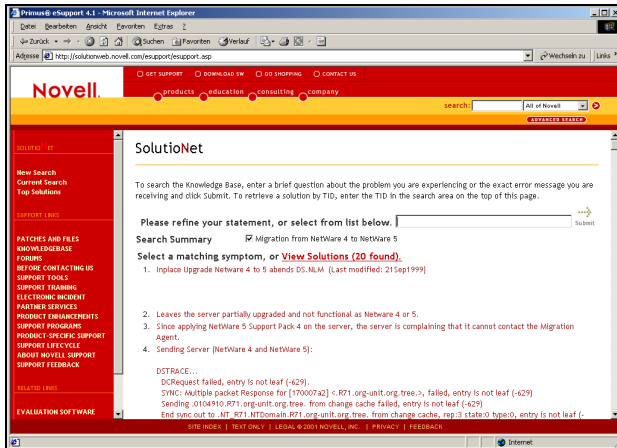 Primus® eSupport 4.1 - Microsoft Internet Explorer
Datei Bearbeiten Ansicht Favoriten Extras ?
Zurück Suchen Favoriten Verlauf
Adresse http://solutionweb.novell.com/esupport/esupport.asp Wechseln zu Links »
GET SUPPORT DOWNLOAD SW GO SHOPPING CONTACT US
Novell.
products education consulting company
search: All of Novell
ADVANCED SEARCH
SOLUTIONET
New Search
Current Search
Top Solutions
SUPPORT LINKS
PATCHES AND FILES
KNOWLEDGEBASE
FORUMS
BEFORE CONTACTING US
SUPPORT TOOLS
SUPPORT TRAINING
ELECTRONIC INCIDENT
PARTNER SERVICES
PRODUCT ENHANCEMENTS
SUPPORT PROGRAMS
PRODUCT-SPECIFIC SUPPORT
SUPPORT LIFECYCLE
ABOUT NOVELL SUPPORT
SUPPORT FEEDBACK
RELATED LINKS
EVALUATION SOFTWARE
SolutioNet
To search the Knowledge Base, enter a brief question about the problem you are experiencing or the exact error message you are
receiving and click Submit. To retrieve a solution by TID, enter the TID in the search area on the top of this page.
Please refine your statement, or select from list below. Submit
Search Summary Migration from NetWare 4 to NetWare 5
Select a matching symptom, or View Solutions (20 found).
1. Inplace Upgrade Netware 4 to 5 abends DS.NLM (Last modified: 21Sep1999)
2. Leaves the server partially upgraded and not functional as Netware 4 or 5.
3. Since applying NetWare 5 Support Pack 4 on the server, the server is complaining that it cannot contact the Migration
Agent.
4. Sending Server (NetWare 4 and NetWare 5):
DSTRACE...
DCRequest failed, entry is not leaf (-629).
SYNC: Multiple packet Response for [170007a2] <.R71.org-unit.org.tree.>, failed, entry is not leaf (-629)
Sending .0104910.R71.org-unit.org.tree. from change cache failed, entry is not leaf (-629).
End sync out to .NT_R71.NTDomain.R71.org-unit.org.tree. from change cache, rep:3 state:0 type:0, entry is not leaf (-
SITE INDEX | TEXT ONLY | LEGAL © 2001 NOVELL, INC. | PRIVACY | FEEDBACK
Internet